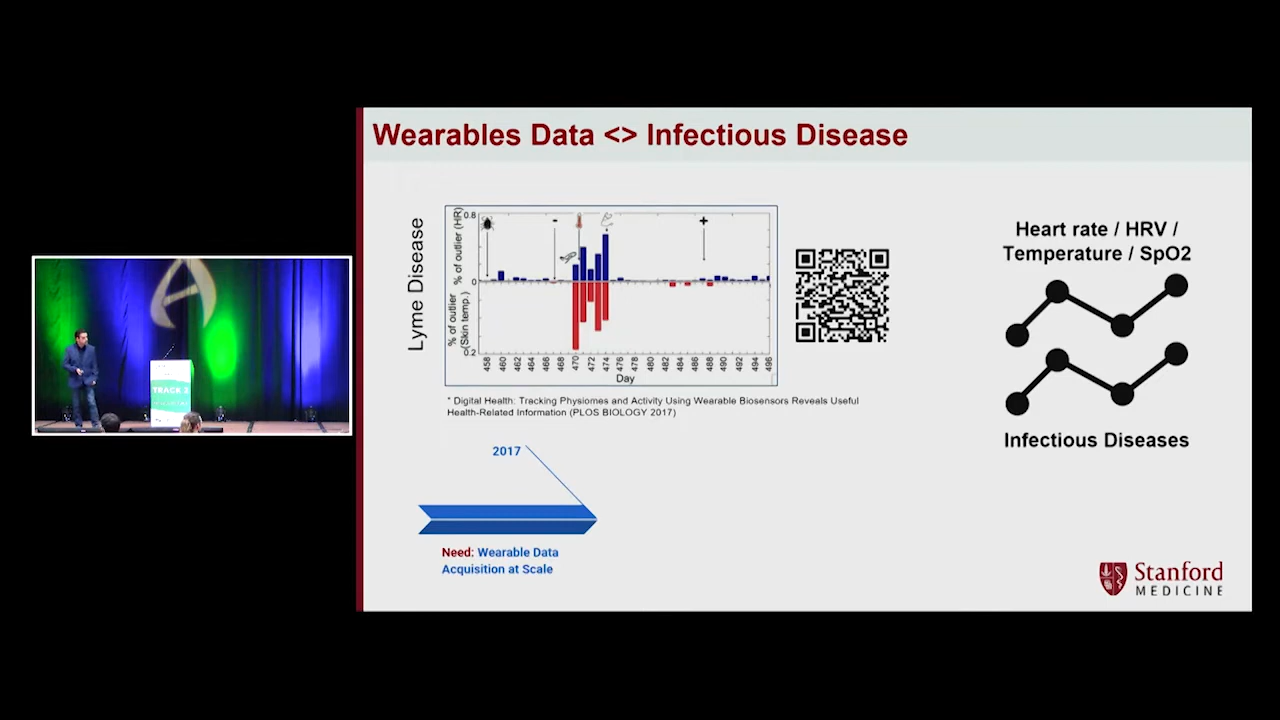 Wearables Data <> Infectious Disease
Lyme Disease
% of outlier (HR)
0.8
0
% of outlier
(Skin temp.)
0.2
-
+
458 460 462 464 466 468 470 472 474 476 478 480 482 484 486 488 490 492 494 496
Day
* Digital Health: Tracking Physiomes and Activity Using Wearable Biosensors Reveals Useful
Health-Related Information (PLOS BIOLOGY 2017)
2017
Need: Wearable Data
Acquisition at Scale
Heart rate / HRV /
Temperature / SpO2
Infectious Diseases
Stanford
MEDICINE
TRACK 2